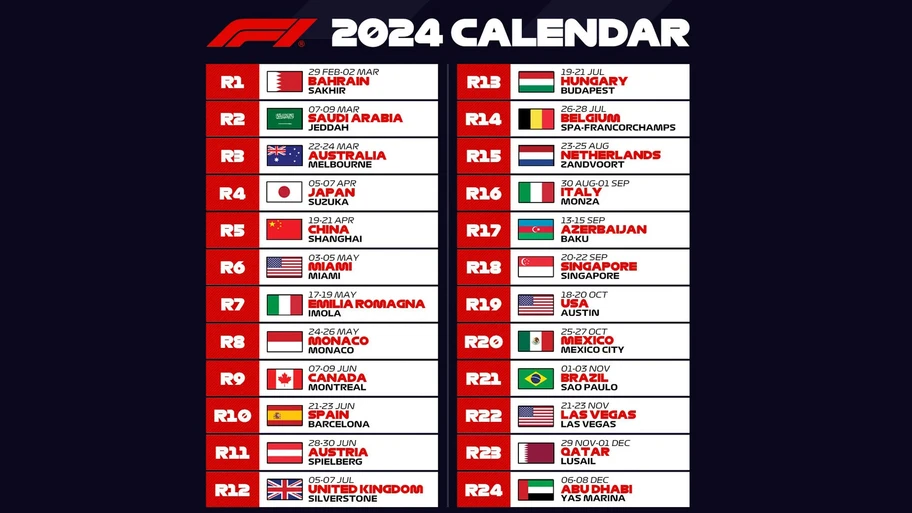 F1 2024 CALENDAR
R1
29 FEB-02 MAR
BAHRAIN
SAKHIR
R2
07-09 MAR
SAUDI ARABIA
JEDDAH
R3
22-24 MAR
AUSTRALIA
MELBOURNE
R4
05-07 APR
JAPAN
SUZUKA
R5
19-21 APR
CHINA
SHANGHAI
R6
03-05 MAY
MIAMI
MIAMI
R7
17-19 MAY
EMILIA ROMAGNA
IMOLA
R8
24-26 MAY
MONACO
MONACO
R9
07-09 JUN
CANADA
MONTREAL
R10
21-23 JUN
SPAIN
BARCELONA
R11
28-30 JUN
AUSTRIA
SPIELBERG
R12
05-07 JUL
UNITED KINGDOM
SILVERSTONE
R13
19-21 JUL
HUNGARY
BUDAPEST
R14
26-28 JUL
BELGIUM
SPA-FRANCORCHAMPS
R15
23-25 AUG
NETHERLANDS
ZANDVOORT
R16
30 AUG-01 SEP
ITALY
MONZA
R17
13-15 SEP
AZERBAIJAN
BAKU
R18
20-22 SEP
SINGAPORE
SINGAPORE
R19
18-20 OCT
USA
AUSTIN
R20
25-27 OCT
MEXICO
MEXICO CITY
R21
01-03 NOV
BRAZIL
SAO PAULO
R22
21-23 NOV
LAS VEGAS
LAS VEGAS
R23
29 NOV-01 DEC
QATAR
LUSAIL
R24
06-08 DEC
ABU DHABI
YAS MARINA